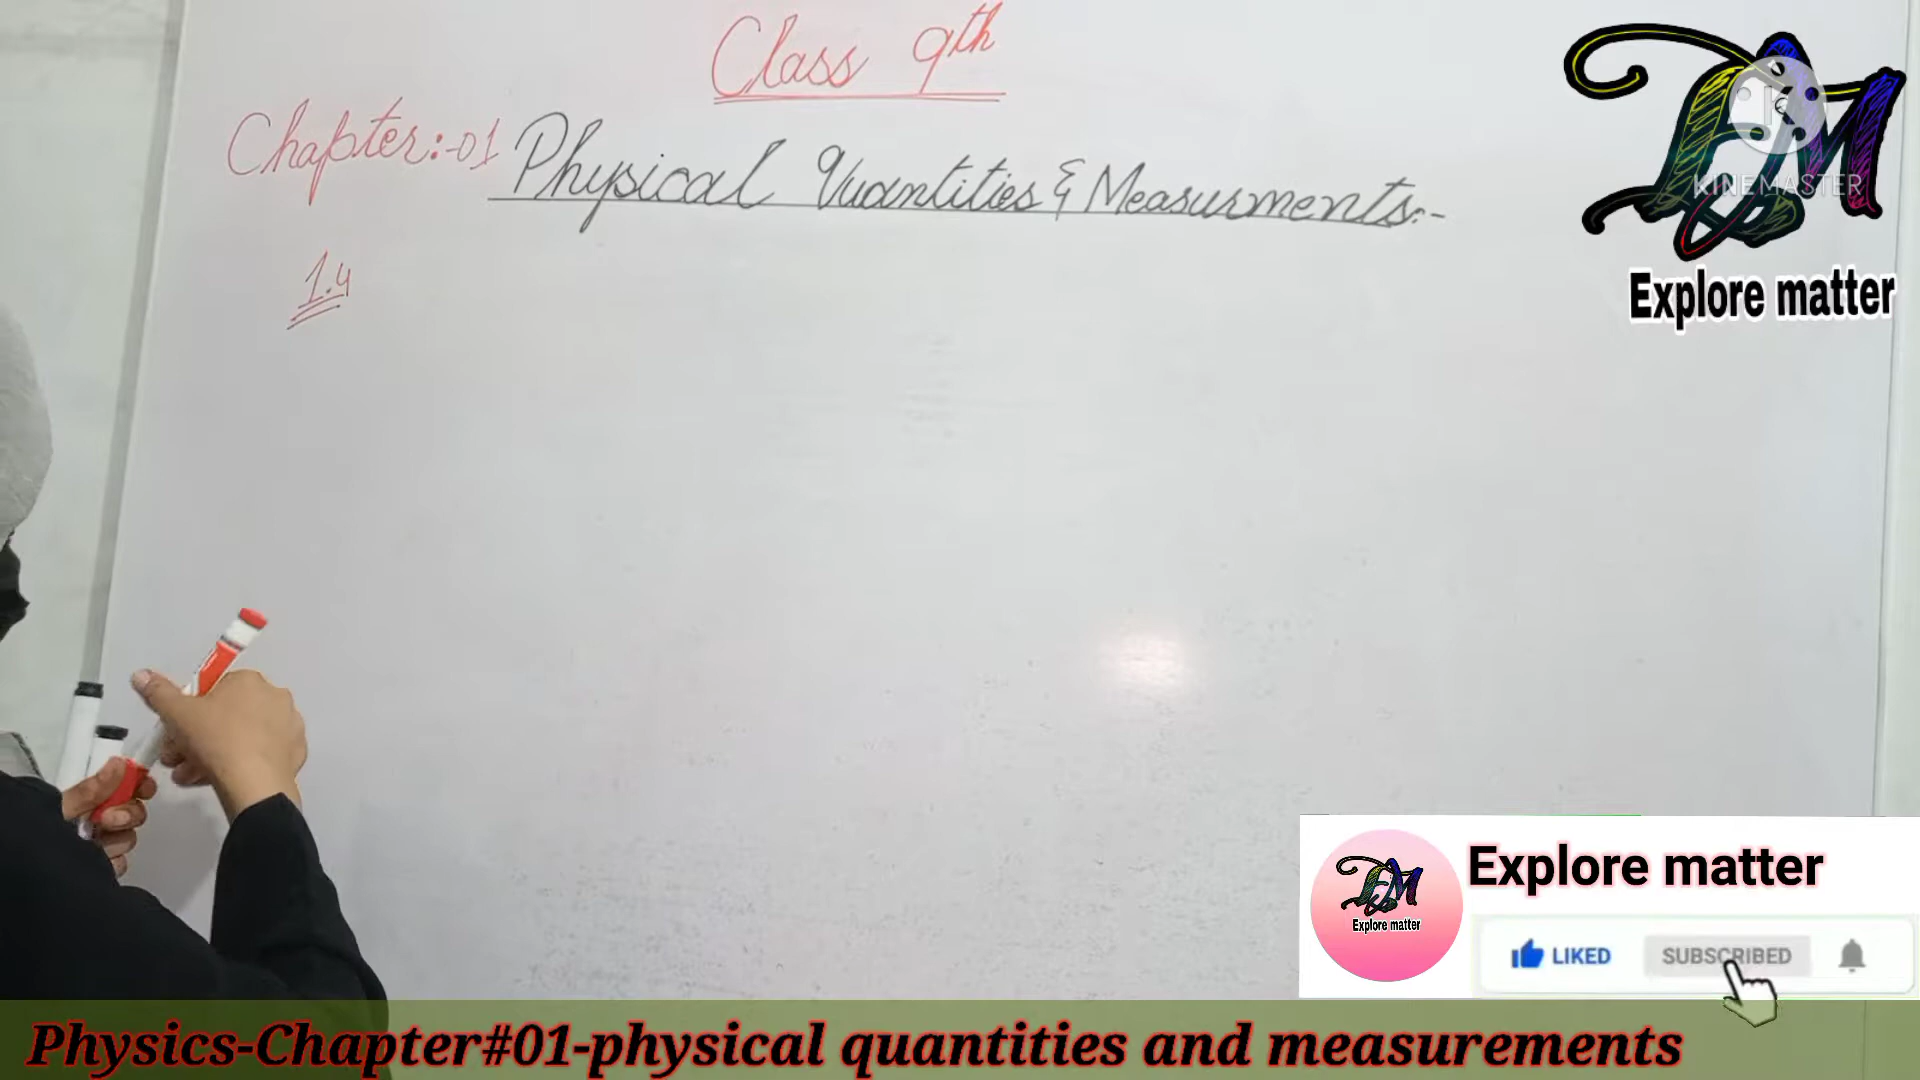 Class 9th
Chapter:-01 Physical Quantities & Measurments:-
1.4
KINEMASTER
Explore matter
Explore matter
Explore matter
LIKED SUBSCRIBED
Physics-Chapter#01-physical quantities and measurements